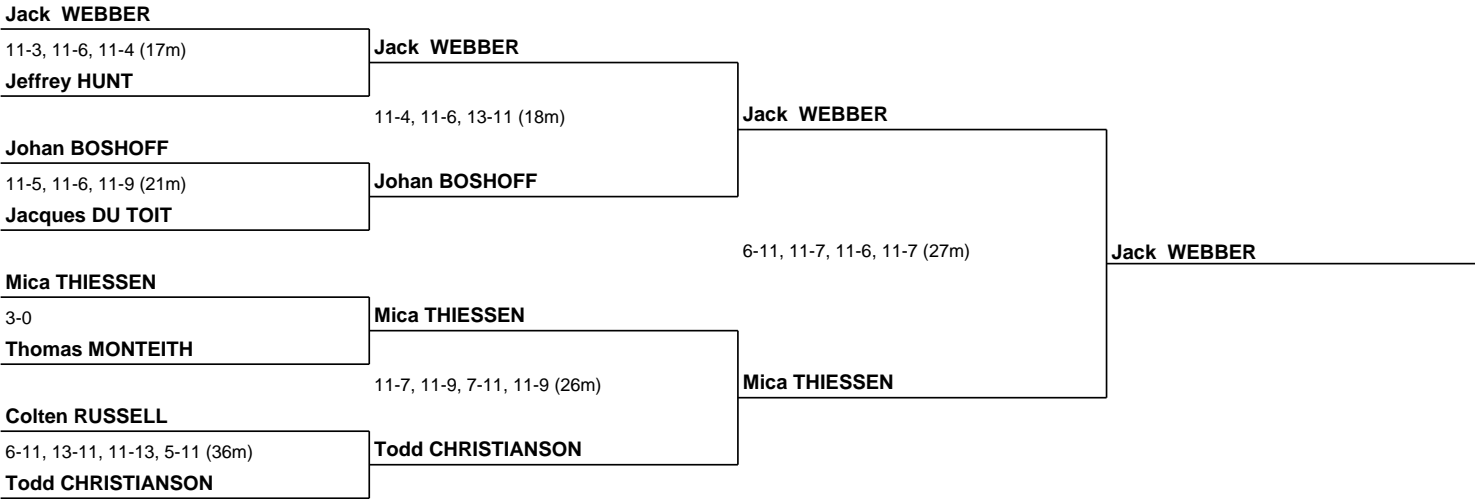 Jack  WEBBER
11-3, 11-6, 11-4 (17m)
Jeffrey HUNT
Johan BOSHOFF
11-5, 11-6, 11-9 (21m)
Jacques DU TOIT
Mica THIESSEN
3-0
Thomas MONTEITH
Colten RUSSELL
6-11, 13-11, 11-13, 5-11 (36m)
Todd CHRISTIANSON
Jack  WEBBER
11-4, 11-6, 13-11 (18m)
Johan BOSHOFF
Mica THIESSEN
11-7, 11-9, 7-11, 11-9 (26m)
Todd CHRISTIANSON
Jack  WEBBER
6-11, 11-7, 11-6, 11-7 (27m)
Mica THIESSEN
Jack  WEBBER